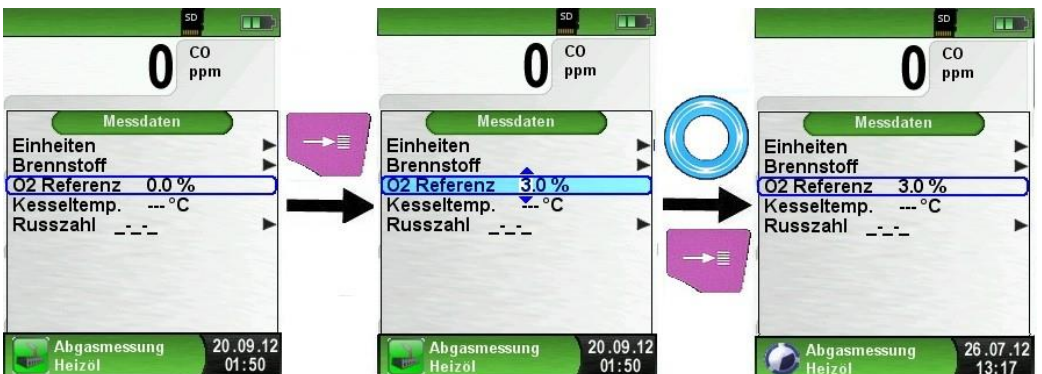 SD
0 CO
ppm
Messdaten
Einheiten
Brennstoff
O2 Referenz 0.0 %
Kesseltemp. --- °C
Russzahl _-_-_
Abgasmessung 20.09.12
Heizöl 01:50
SD
0 CO
ppm
Messdaten
Einheiten
Brennstoff
O2 Referenz 3.0 %
Kesseltemp. --- °C
Russzahl _-_-_
Abgasmessung 20.09.12
Heizöl 01:50
SD
0 CO
ppm
Messdaten
Einheiten
Brennstoff
O2 Referenz 3.0 %
Kesseltemp. --- °C
Russzahl _-_-_
Abgasmessung 26.07.12
Heizöl 13:17